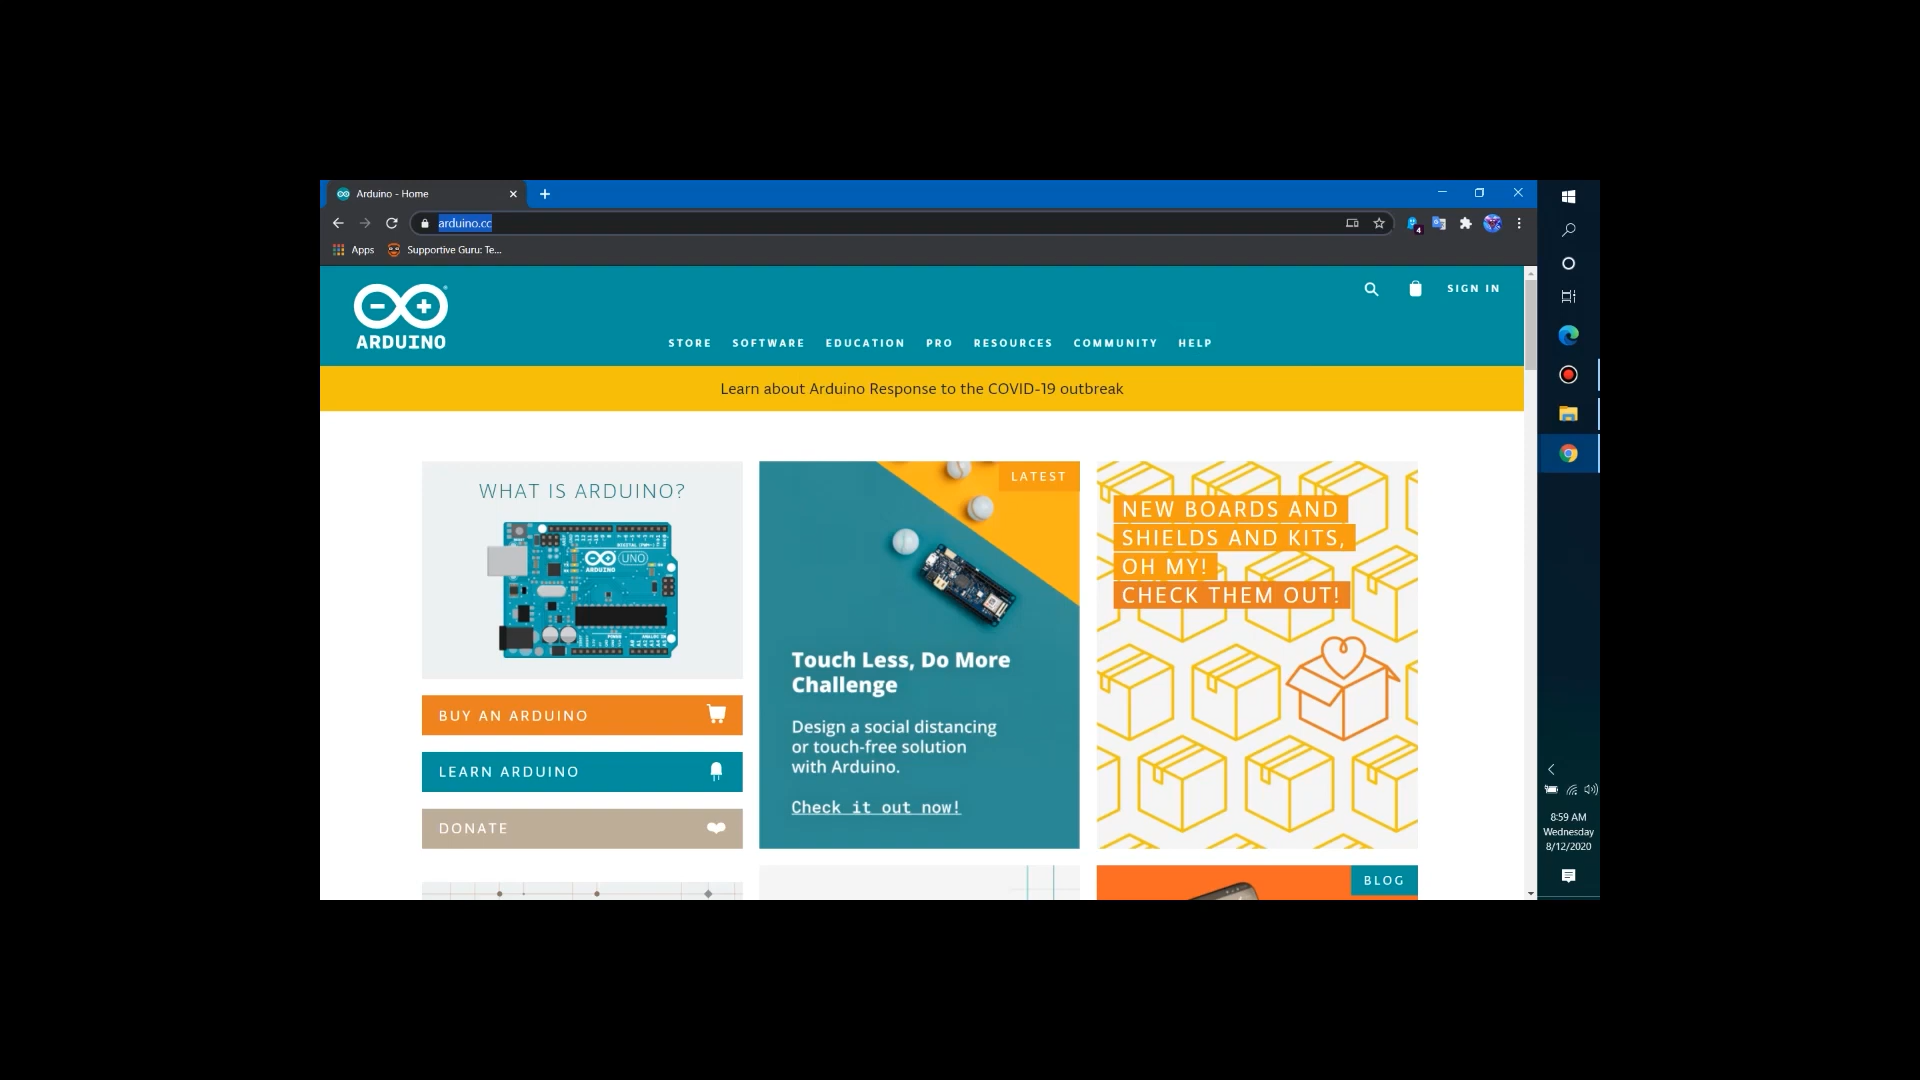 Arduino - Home
arduino.cc
4
Apps
Supportive Guru: Te...
ARDUINO
SIGN IN
STORE SOFTWARE EDUCATION PRO RESOURCES COMMUNITY HELP
Learn about Arduino Response to the COVID-19 outbreak
WHAT IS ARDUINO?
UNO
ARDUINO
BUY AN ARDUINO
LEARN ARDUINO
DONATE
LATEST
Touch Less, Do More
Challenge
Design a social distancing
or touch-free solution
with Arduino.
Check it out now!
NEW BOARDS AND
SHIELDS AND KITS,
OH MY!
CHECK THEM OUT!
BLOG
8:59 AM
Wednesday
8/12/2020